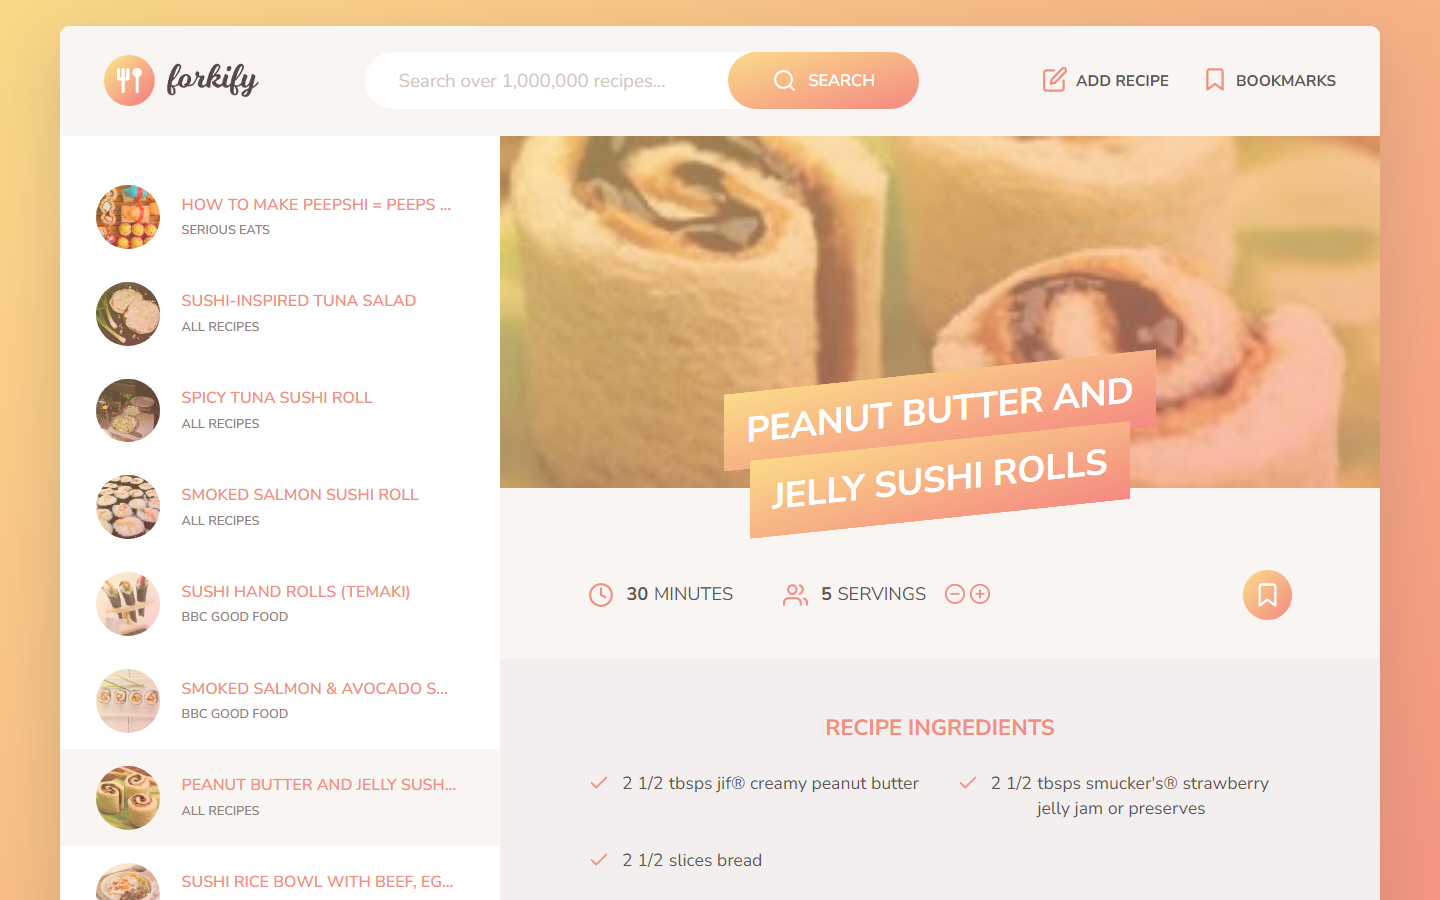 forkify
Search over 1,000,000 recipes...
SEARCH
ADD RECIPE
BOOKMARKS
HOW TO MAKE PEEPSHI = PEEPS ...
SERIOUS EATS
SUSHI-INSPIRED TUNA SALAD
ALL RECIPES
SPICY TUNA SUSHI ROLL
ALL RECIPES
SMOKED SALMON SUSHI ROLL
ALL RECIPES
SUSHI HAND ROLLS (TEMAKI)
BBC GOOD FOOD
SMOKED SALMON & AVOCADO S...
BBC GOOD FOOD
PEANUT BUTTER AND JELLY SUSH...
ALL RECIPES
SUSHI RICE BOWL WITH BEEF, EG...
PEANUT BUTTER AND
JELLY SUSHI ROLLS
30 MINUTES
5 SERVINGS
RECIPE INGREDIENTS
2 1/2 tbsps jif® creamy peanut butter
2 1/2 tbsps smucker's® strawberry
jelly jam or preserves
2 1/2 slices bread